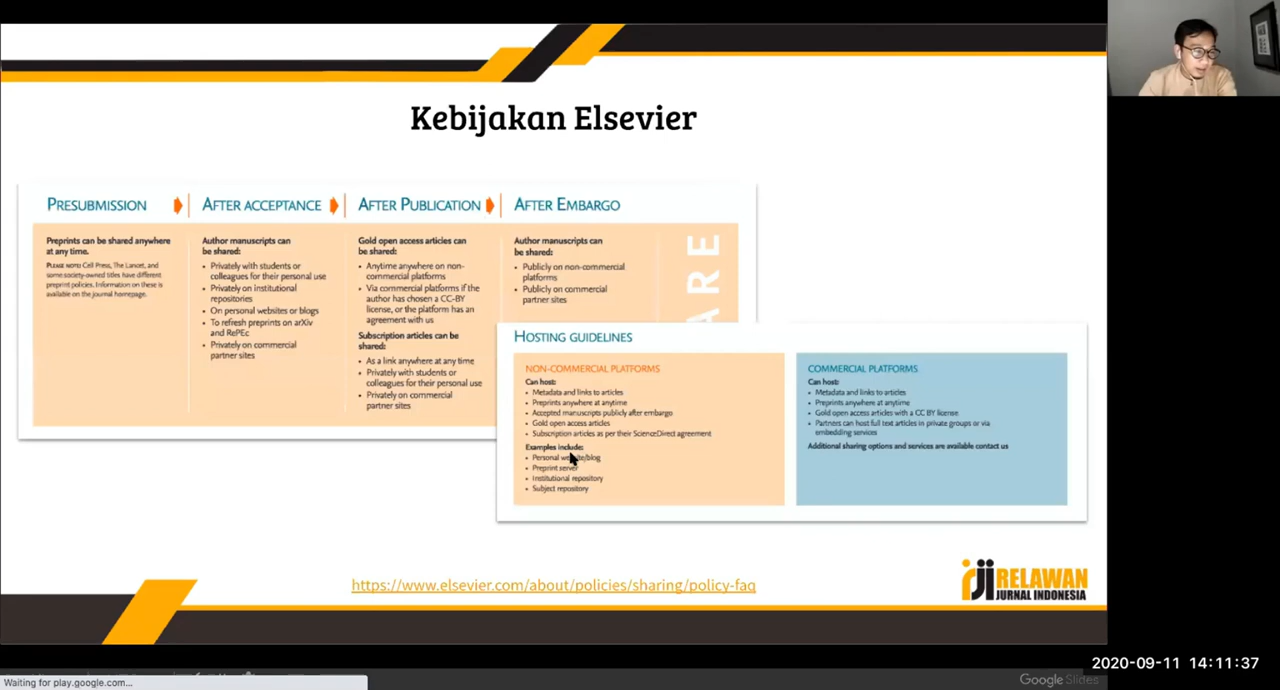 Kebijakan Elsevier
PRESUBMISSION
Preprints can be shared anywhere
at any time.
PLEASE NOTE: Cell Press, The Lancet, and
some society-owned titles have different
preprint policies. Information on these is
available on the journal homepage.
AFTER ACCEPTANCE
Author manuscripts can
be shared:
• Privately with students or
colleagues for their personal use
• Privately on institutional
repositories
• On personal websites or blogs
• To refresh preprints on arXiv
and RePEc
• Privately on commercial
partner sites
AFTER PUBLICATION
Gold open access articles can
be shared:
• Anytime anywhere on non-
commercial platforms
• Via commercial platforms if the
author has chosen a CC-BY
license, or the platform has an
agreement with us
Subscription articles can be
shared:
• As a link anywhere at any time
• Privately with students or
colleagues for their personal use
• Privately on commercial
partner sites
AFTER EMBARGO
Author manuscripts can
be shared:
• Publicly on non-commercial
platforms
• Publicly on commercial
partner sites
ARE
HOSTING GUIDELINES
NON-COMMERCIAL PLATFORMS
Can host:
• Metadata and links to articles
• Preprints anywhere at anytime
• Accepted manuscripts publicly after embargo
• Gold open access articles
• Subscription articles as per their ScienceDirect agreement
Examples include:
• Personal website/blog
• Preprint server
• Institutional repository
• Subject repository
COMMERCIAL PLATFORMS
Can host:
• Metadata and links to articles
• Preprints anywhere at anytime
• Gold open access articles with a CC BY license
• Partners can host full text articles in private groups or via
embedding services
Additional sharing options and services are available contact us
https://www.elsevier.com/about/policies/sharing/policy-faq
rji RELAWAN
JURNAL INDONESIA
2020-09-11 14:11:37
Google Slides
Waiting for play.google.com...